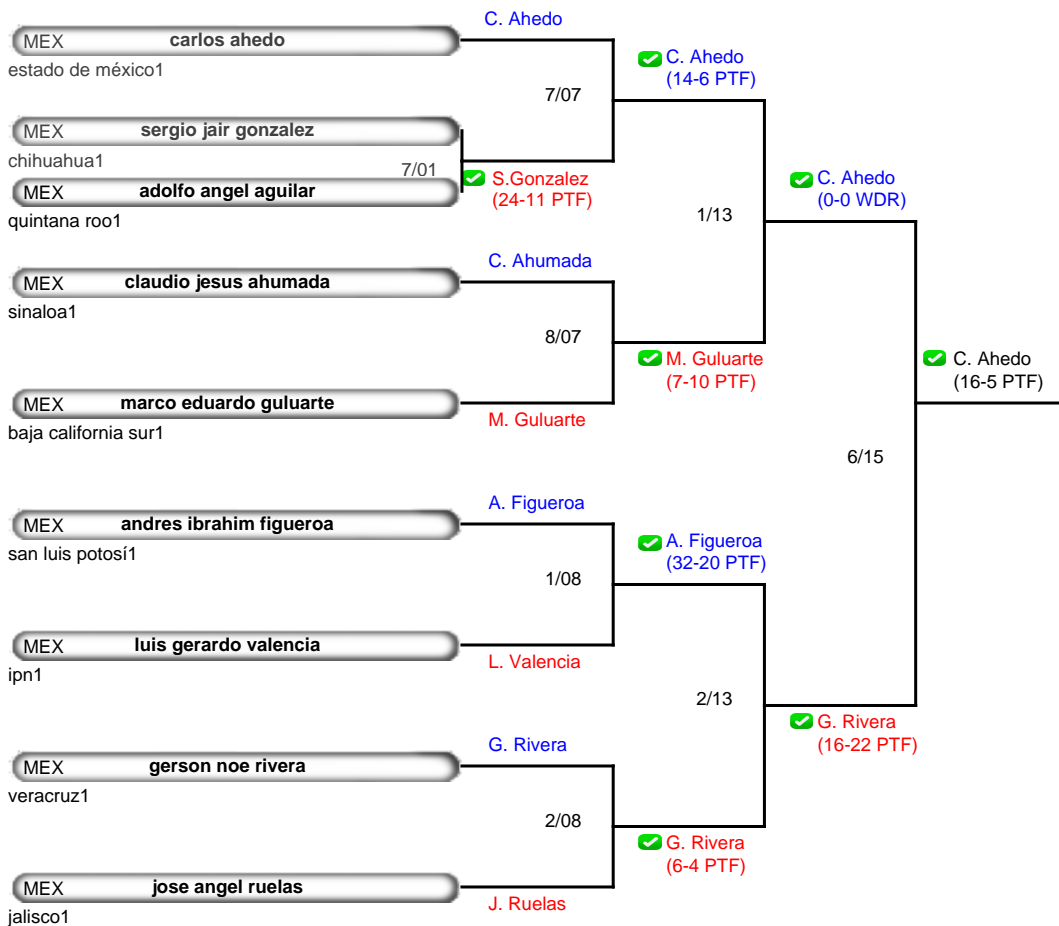 C. Ahedo
MEX carlos ahedo
estado de México1
C. Ahedo
(14-6 PTF)
7/07
MEX sergio jair gonzalez
chihuahua1
7/01
S.Gonzalez
(24-11 PTF)
MEX adolfo angel aguilar
quintana roo1
C. Ahedo
(0-0 WDR)
1/13
C. Ahumada
MEX claudio jesus ahumada
sinaloa1
8/07
M. Guluarte
(7-10 PTF)
C. Ahedo
(16-5 PTF)
MEX marco eduardo guluarte
baja california sur1
M. Guluarte
6/15
A. Figueroa
MEX andres ibrahim figueroa
san luis potosí1
A. Figueroa
(32-20 PTF)
1/08
MEX luis gerardo valencia
ipn1
L. Valencia
2/13
G. Rivera
(16-22 PTF)
G. Rivera
MEX gerson noe rivera
veracruz1
2/08
G. Rivera
(6-4 PTF)
MEX jose angel ruelas
jalisco1
J. Ruelas